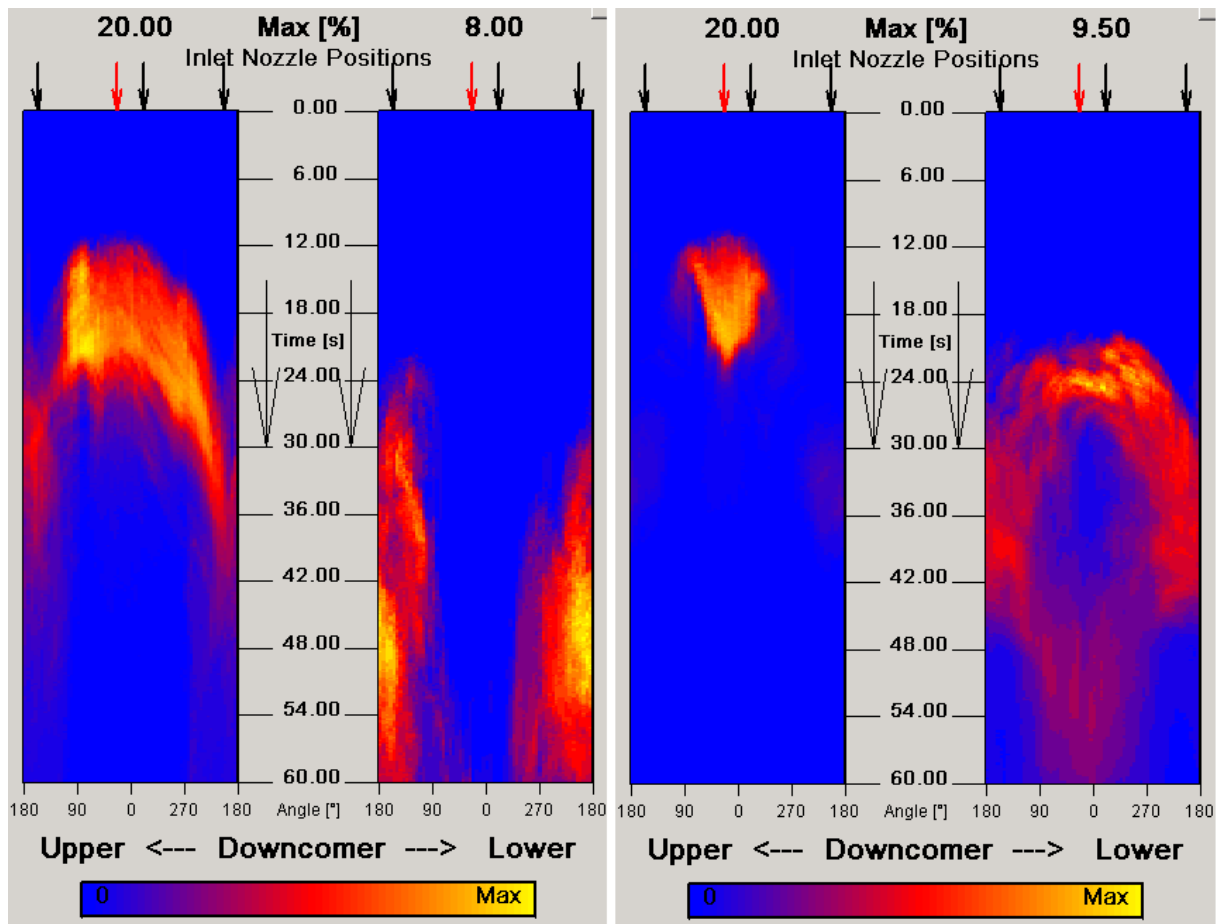 20.00 Max [%] 8.00
Inlet Nozzle Positions
0.00
6.00
12.00
18.00
Time [s]
24.00
30.00
36.00
42.00
48.00
54.00
60.00
180 90 0 270 180 Angle [°] 180 90 0 270 180
Upper <--- Downcomer ---> Lower
0 Max
20.00 Max [%] 9.50
Inlet Nozzle Positions
0.00
6.00
12.00
18.00
Time [s]
24.00
30.00
36.00
42.00
48.00
54.00
60.00
180 90 0 270 180 Angle [°] 180 90 0 270 180
Upper <--- Downcomer ---> Lower
0 Max